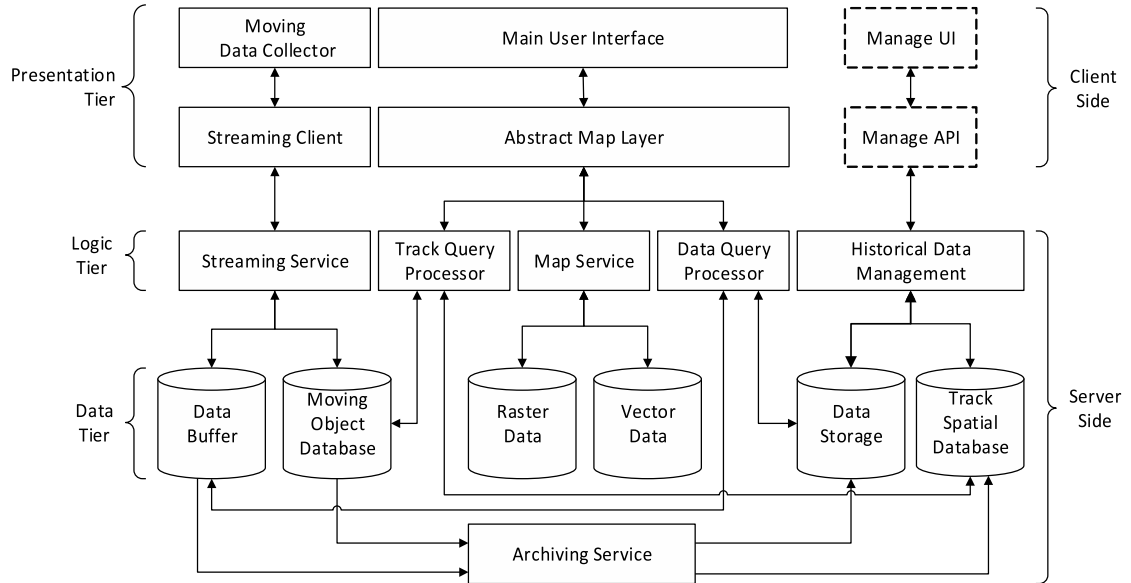 Moving
Data Collector
Main User Interface
Manage UI
Presentation
Tier
Client
Side
Streaming Client
Abstract Map Layer
Manage API
Logic
Tier
Streaming Service
Track Query
Processor
Map Service
Data Query
Processor
Historical Data
Management
Data
Tier
Data
Buffer
Moving
Object
Database
Raster
Data
Vector
Data
Data
Storage
Track
Spatial
Database
Server
Side
Archiving Service